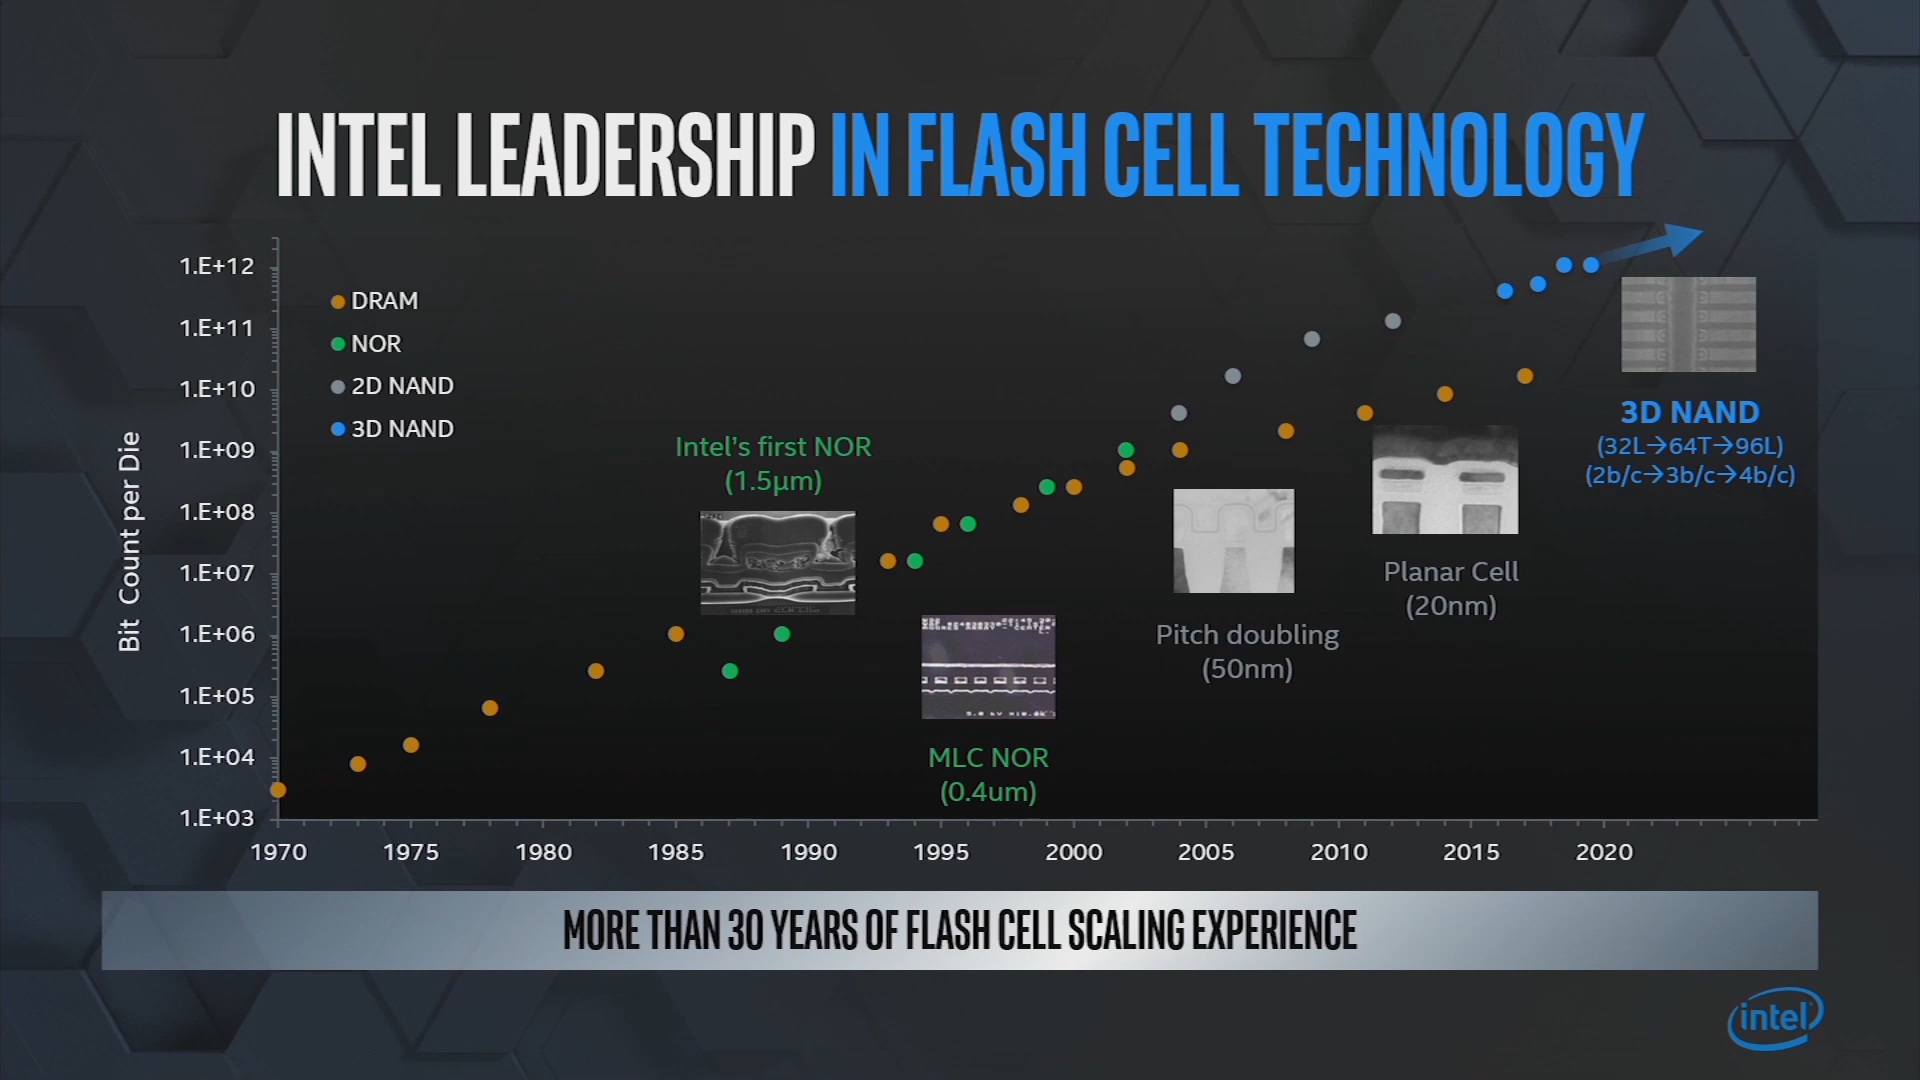 INTEL LEADERSHIP IN FLASH CELL TECHNOLOGY
Bit Count per Die
1.E+12
1.E+11
1.E+10
1.E+09
1.E+08
1.E+07
1.E+06
1.E+05
1.E+04
1.E+03
DRAM
NOR
2D NAND
3D NAND
Intel's first NOR
(1.5µm)
MLC NOR
(0.4um)
Pitch doubling
(50nm)
Planar Cell
(20nm)
3D NAND
(32L→64T→96L)
(2b/c→3b/c→4b/c)
1970 1975 1980 1985 1990 1995 2000 2005 2010 2015 2020
MORE THAN 30 YEARS OF FLASH CELL SCALING EXPERIENCE
intel